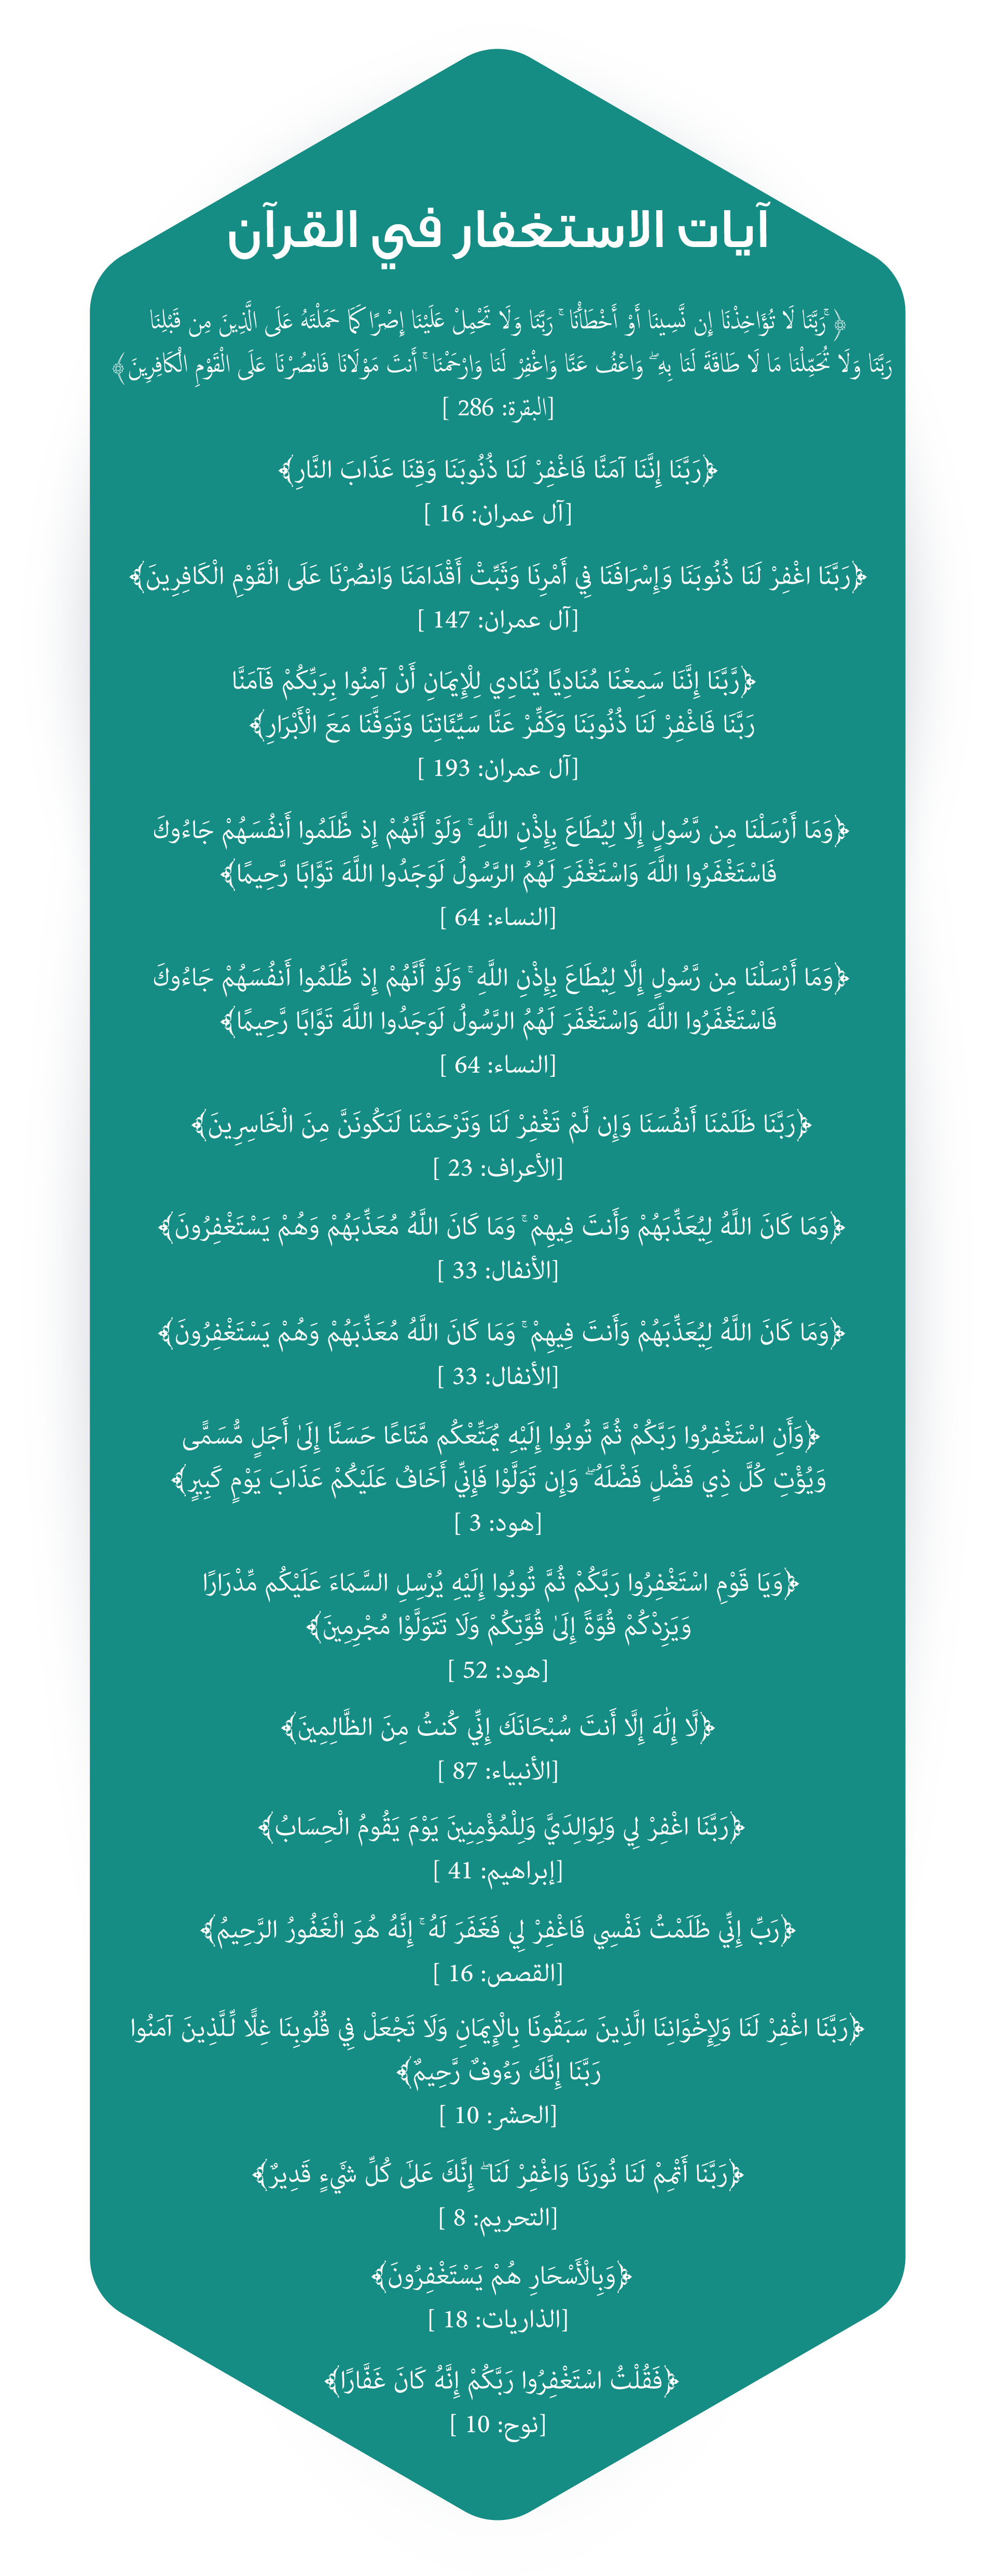 آيات الاستغفار في القرآن
﴿ ۚرَبَّنَا لَا تُؤَاخِذْنَا إِن نَّسِينَا أَوْ أَخْطَأْنَا ۚ رَبَّنَا وَلَا تَحْمِلْ عَلَيْنَا إِصْرًا كَمَا حَمَلْتَهُ عَلَى الَّذِينَ مِن قَبْلِنَا
رَبَّنَا وَلَا تُحَمِّلْنَا مَا لَا طَاقَةَ لَنَا بِهِ ۖ وَاعْفُ عَنَّا وَاغْفِرْ لَنَا وَارْحَمْنَا ۚ أَنتَ مَوْلَانَا فَانصُرْنَا عَلَى الْقَوْمِ الْكَافِرِينَ﴾
[البقرة: 286 ]
﴿رَبَّنَا إِنَّنَا آمَنَّا فَاغْفِرْ لَنَا ذُنُوبَنَا وَقِنَا عَذَابَ النَّارِ﴾
[آل عمران: 16 ]
﴿رَبَّنَا اغْفِرْ لَنَا ذُنُوبَنَا وَإِسْرَافَنَا فِي أَمْرِنَا وَثَبِّتْ أَقْدَامَنَا وَانصُرْنَا عَلَى الْقَوْمِ الْكَافِرِينَ﴾
[آل عمران: 147 ]
﴿رَّبَّنَا إِنَّنَا سَمِعْنَا مُنَادِيًا يُنَادِي لِلْإِيمَانِ أَنْ آمِنُوا بِرَبِّكُمْ فَآمَنَّا
رَبَّنَا فَاغْفِرْ لَنَا ذُنُوبَنَا وَكَفِّرْ عَنَّا سَيِّئَاتِنَا وَتَوَفَّنَا مَعَ الْأَبْرَارِ﴾
[آل عمران: 193 ]
﴿وَمَا أَرْسَلْنَا مِن رَّسُولٍ إِلَّا لِيُطَاعَ بِإِذْنِ اللَّهِ ۚ وَلَوْ أَنَّهُمْ إِذ ظَّلَمُوا أَنفُسَهُمْ جَاءُوكَ
فَاسْتَغْفَرُوا اللَّهَ وَاسْتَغْفَرَ لَهُمُ الرَّسُولُ لَوَجَدُوا اللَّهَ تَوَّابًا رَّحِيمًا﴾
[النساء: 64 ]
﴿وَمَا أَرْسَلْنَا مِن رَّسُولٍ إِلَّا لِيُطَاعَ بِإِذْنِ اللَّهِ ۚ وَلَوْ أَنَّهُمْ إِذ ظَّلَمُوا أَنفُسَهُمْ جَاءُوكَ
فَاسْتَغْفَرُوا اللَّهَ وَاسْتَغْفَرَ لَهُمُ الرَّسُولُ لَوَجَدُوا اللَّهَ تَوَّابًا رَّحِيمًا﴾
[النساء: 64 ]
﴿رَبَّنَا ظَلَمْنَا أَنفُسَنَا وَإِن لَّمْ تَغْفِرْ لَنَا وَتَرْحَمْنَا لَنَكُونَنَّ مِنَ الْخَاسِرِينَ﴾
[الأعراف: 23 ]
﴿وَمَا كَانَ اللَّهُ لِيُعَذِّبَهُمْ وَأَنتَ فِيهِمْ ۚ وَمَا كَانَ اللَّهُ مُعَذِّبَهُمْ وَهُمْ يَسْتَغْفِرُونَ﴾
[الأنفال: 33 ]
﴿وَمَا كَانَ اللَّهُ لِيُعَذِّبَهُمْ وَأَنتَ فِيهِمْ ۚ وَمَا كَانَ اللَّهُ مُعَذِّبَهُمْ وَهُمْ يَسْتَغْفِرُونَ﴾
[الأنفال: 33 ]
﴿وَأَنِ اسْتَغْفِرُوا رَبَّكُمْ ثُمَّ تُوبُوا إِلَيْهِ يُمَتِّعْكُم مَّتَاعًا حَسَنًا إِلَىٰ أَجَلٍ مُّسَمًّى
وَيُؤْتِ كُلَّ ذِي فَضْلٍ فَضْلَهُ ۖ وَإِن تَوَلَّوْا فَإِنِّي أَخَافُ عَلَيْكُمْ عَذَابَ يَوْمٍ كَبِيرٍ﴾
[هود: 3 ]
﴿وَيَا قَوْمِ اسْتَغْفِرُوا رَبَّكُمْ ثُمَّ تُوبُوا إِلَيْهِ يُرْسِلِ السَّمَاءَ عَلَيْكُم مِّدْرَارًا
وَيَزِدْكُمْ قُوَّةً إِلَىٰ قُوَّتِكُمْ وَلَا تَتَوَلَّوْا مُجْرِمِينَ﴾
[هود: 52 ]
﴿لَّا إِلَٰهَ إِلَّا أَنتَ سُبْحَانَكَ إِنِّي كُنتُ مِنَ الظَّالِمِينَ﴾
[الأنبياء: 87 ]
﴿رَبَّنَا اغْفِرْ لِي وَلِوَالِدَيَّ وَلِلْمُؤْمِنِينَ يَوْمَ يَقُومُ الْحِسَابُ﴾
[إبراهيم: 41 ]
﴿رَبِّ إِنِّي ظَلَمْتُ نَفْسِي فَاغْفِرْ لِي فَغَفَرَ لَهُ ۚ إِنَّهُ هُوَ الْغَفُورُ الرَّحِيمُ﴾
[القصص: 16 ]
﴿رَبَّنَا اغْفِرْ لَنَا وَلِإِخْوَانِنَا الَّذِينَ سَبَقُونَا بِالْإِيمَانِ وَلَا تَجْعَلْ فِي قُلُوبِنَا غِلًّا لِّلَّذِينَ آمَنُوا
رَبَّنَا إِنَّكَ رَءُوفٌ رَّحِيمٌ﴾
[الحشر: 10 ]
﴿رَبَّنَا أَتْمِمْ لَنَا نُورَنَا وَاغْفِرْ لَنَا ۖ إِنَّكَ عَلَىٰ كُلِّ شَيْءٍ قَدِيرٌ﴾
[التحريم: 8 ]
﴿وَبِالْأَسْحَارِ هُمْ يَسْتَغْفِرُونَ﴾
[الذاريات: 18 ]
﴿فَقُلْتُ اسْتَغْفِرُوا رَبَّكُمْ إِنَّهُ كَانَ غَفَّارًا﴾
[نوح: 10 ]